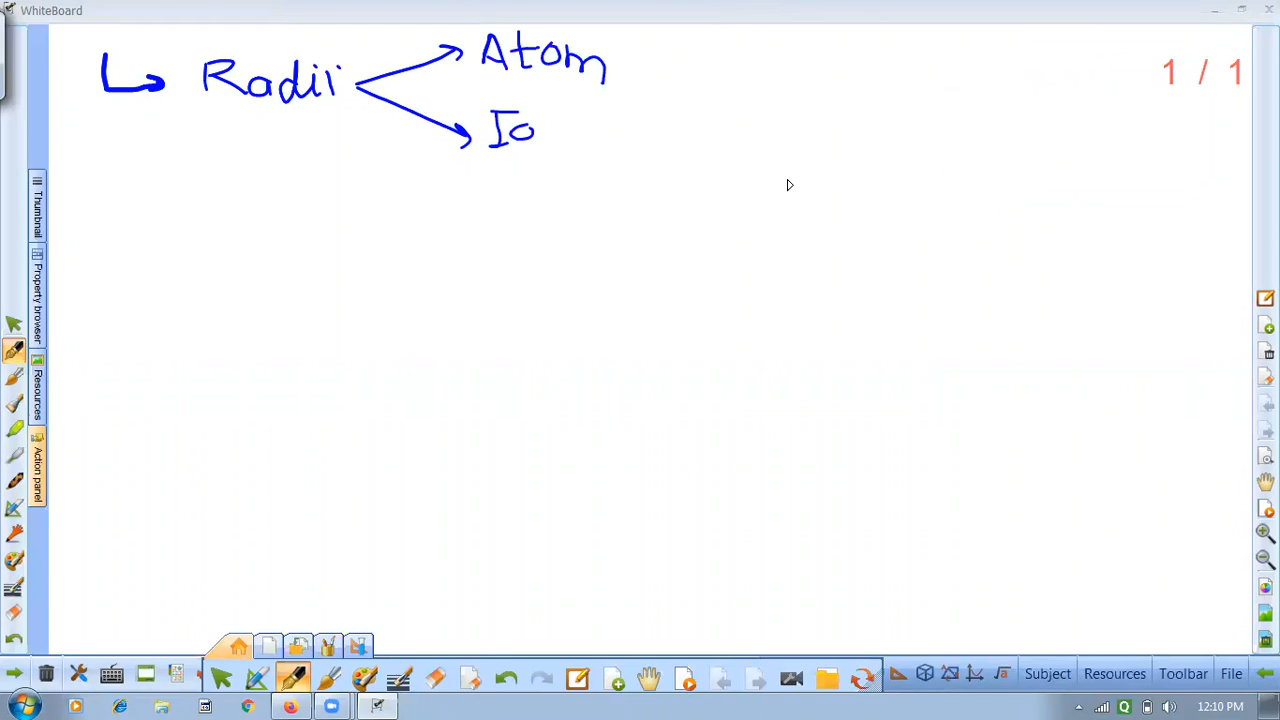 WhiteBoard
Atom
Radii
Io
1 / 1
Thumbnail
Property browser
Resources
Action panel
Subject
Resources
Toolbar
File
12:10 PM